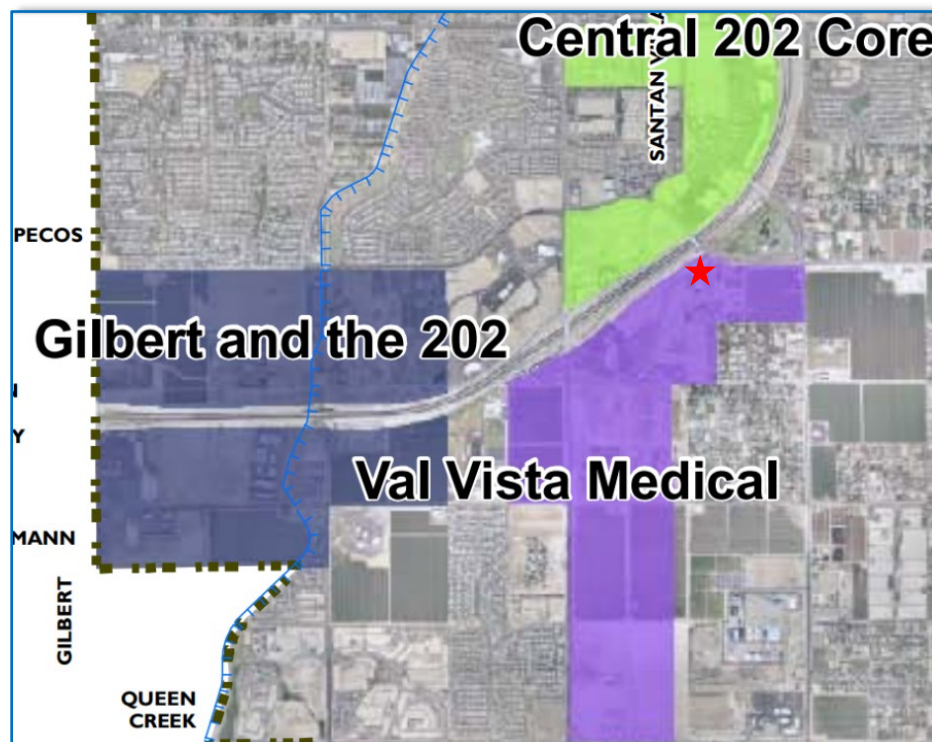 Central 202 Core
SANTAN
PECOS
Gilbert and the 202
N
Y
Val Vista Medical
MANN
GILBERT
QUEEN
CREEK